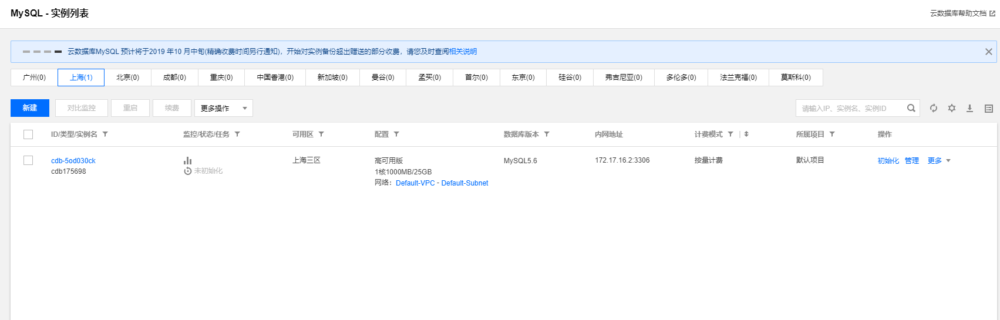 MySQL - 实例列表
云数据库帮助文档
云数据库MySQL 预计将于2019 年10 月中旬(精确收费时间另行通知)，开始对实例备份超出赠送的部分收费，请您及时查阅相关说明
广州(0) 上海(1) 北京(0) 成都(0) 重庆(0) 中国香港(0) 新加坡(0) 曼谷(0) 孟买(0) 首尔(0) 东京(0) 硅谷(0) 弗吉尼亚(0) 多伦多(0) 法兰克福(0) 莫斯科(0)
新建 对比监控 重启 续费 更多操作 请输入IP、实例名、实例ID
ID/类型/实例名 监控/状态/任务 可用区 配置 数据库版本 内网地址 计费模式 所属项目 操作
cdb-5od030ck 上海三区 高可用版 MySQL5.6 172.17.16.2:3306 按量计费 默认项目 初始化 管理 更多
cdb175698 未初始化 1核1000MB/25GB
网络：Default-VPC - Default-Subnet